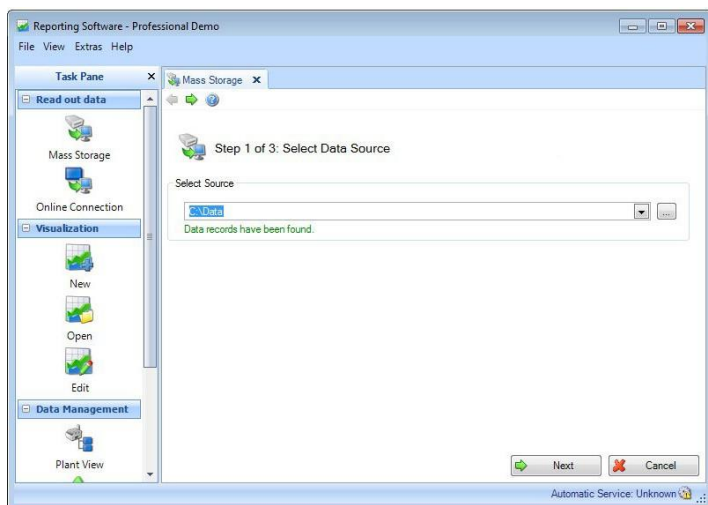 Reporting Software - Professional Demo
File View Extras Help
Task Pane
Mass Storage
Read out data
Mass Storage
Online Connection
Visualization
New
Open
Edit
Data Management
Plant View
Step 1 of 3: Select Data Source
Select Source
C:\Data
...
Data records have been found.
Next
Cancel
Automatic Service: Unknown